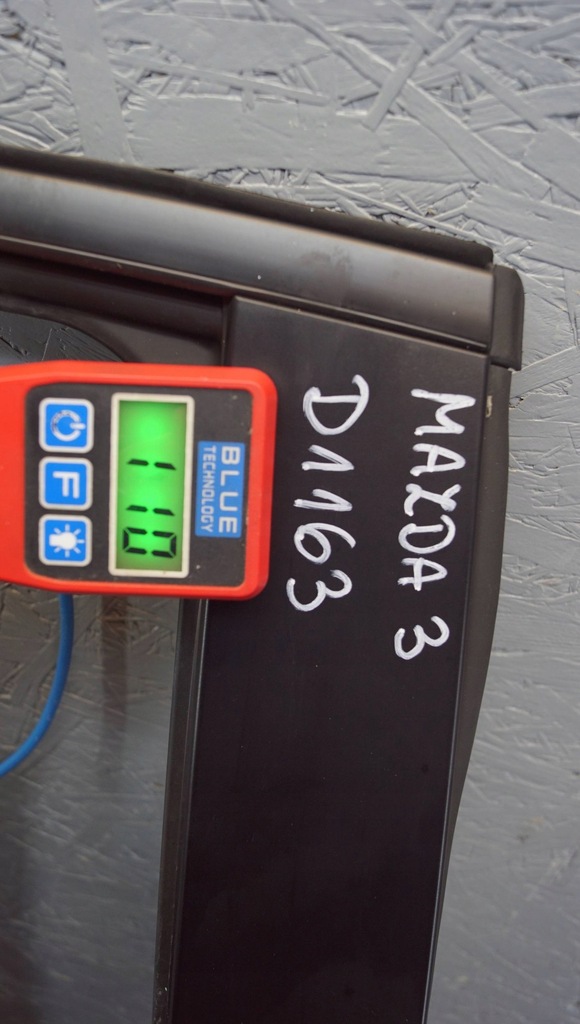 MAZDA 3
D1163
BLUE
TECHNOLOGY
110
F